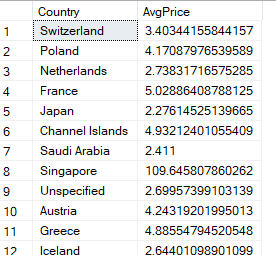 Country AvgPrice
1 Switzerland 3.40344155844157
2 Poland 4.17087976539589
3 Netherlands 2.73831716575285
4 France 5.02886408788125
5 Japan 2.27614525139665
6 Channel Islands 4.93212401055409
7 Saudi Arabia 2.411
8 Singapore 109.645807860262
9 Unspecified 2.69957399103139
10 Austria 4.24319201995013
11 Greece 4.88554794520548
12 Iceland 2.64401098901099